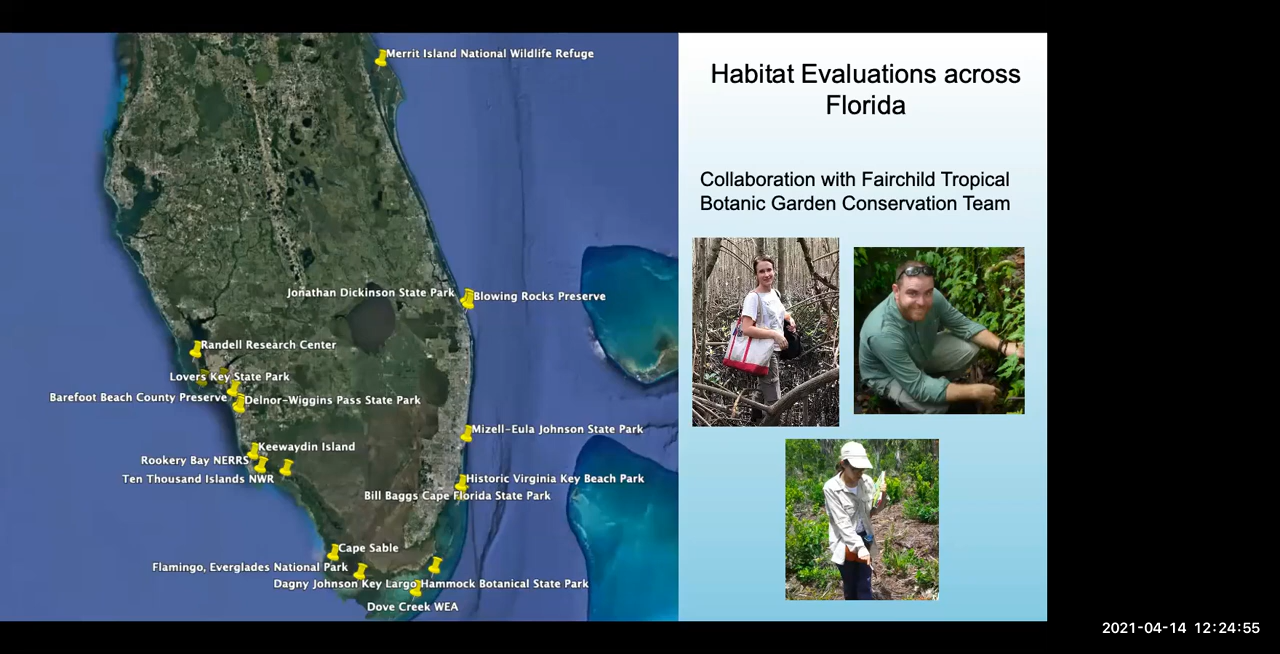 Merrit Island National Wildlife Refuge
Jonathan Dickinson State Park
Blowing Rocks Preserve
Randell Research Center
Lovers Key State Park
Barefoot Beach County Preserve
Delnor-Wiggins Pass State Park
Mizell-Eula Johnson State Park
Keewaydin Island
Rookery Bay NERRS
Ten Thousand Islands NWR
Historic Virginia Key Beach Park
Bill Baggs Cape Florida State Park
Cape Sable
Flamingo, Everglades National Park
Dagny Johnson Key Largo Hammock Botanical State Park
Dove Creek WEA
Habitat Evaluations across
Florida
Collaboration with Fairchild Tropical
Botanic Garden Conservation Team
2021-04-14 12:24:55